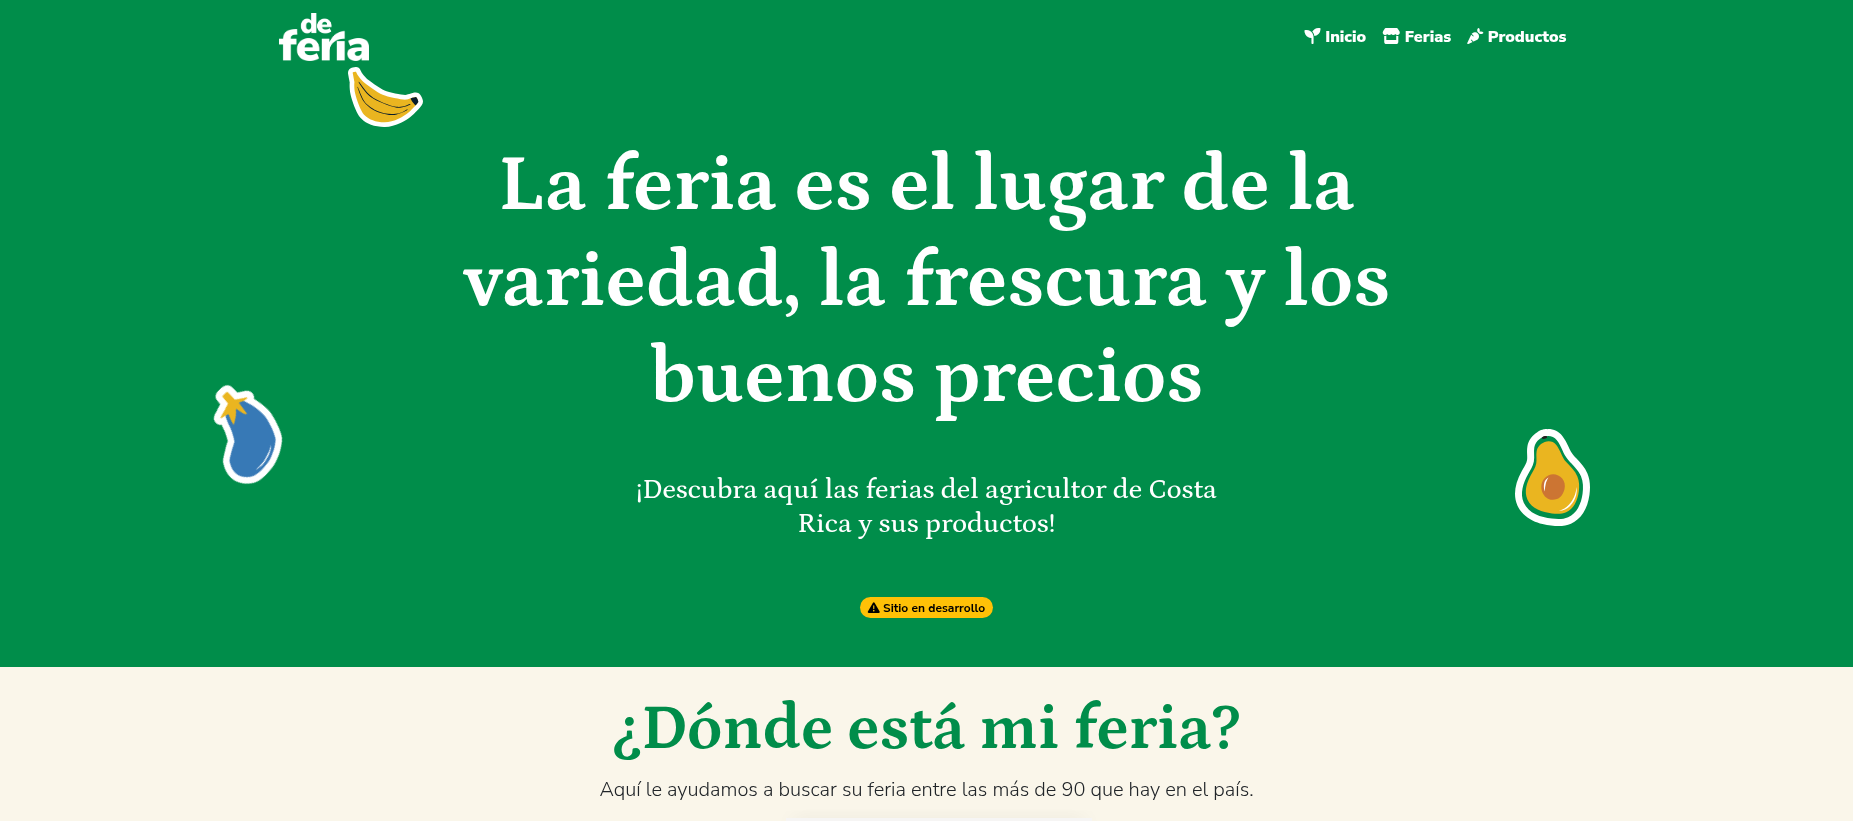 de
feria
Inicio Ferias Productos
La feria es el lugar de la
variedad, la frescura y los
buenos precios
¡Descubra aquí las ferias del agricultor de Costa
Rica y sus productos!
Sitio en desarrollo
¿Dónde está mi feria?
Aquí le ayudamos a buscar su feria entre las más de 90 que hay en el país.